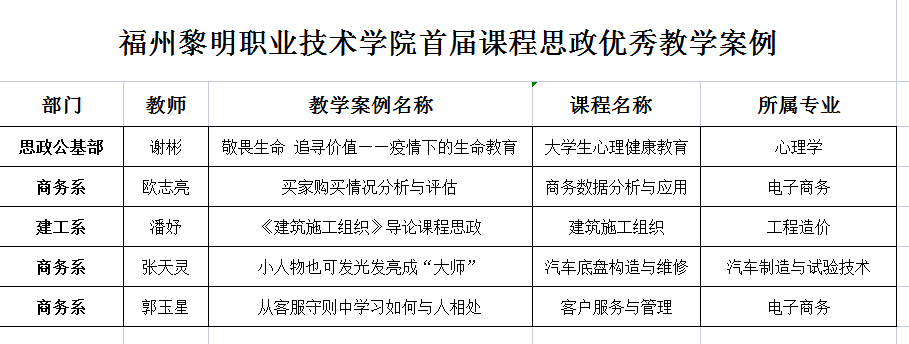 福州黎明职业技术学院首届课程思政优秀教学案例
部门 教师 教学案例名称 课程名称 所属专业
思政公基部 谢彬 敬畏生命 追寻价值——疫情下的生命教育 大学生心理健康教育 心理学
商务系 欧志亮 买家购买情况分析与评估 商务数据分析与应用 电子商务
建工系 潘妤 《建筑施工组织》导论课程思政 建筑施工组织 工程造价
商务系 张天灵 小人物也可发光发亮成“大师” 汽车底盘构造与维修 汽车制造与试验技术
商务系 郭玉星 从客服守则中学习如何与人相处 客户服务与管理 电子商务